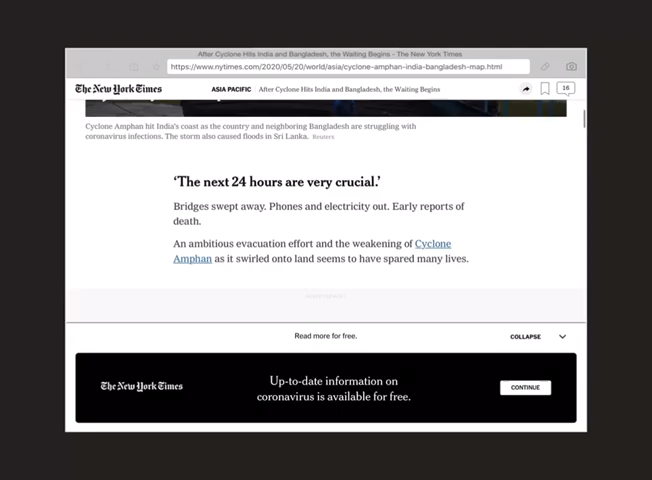 After Cyclone Hits India and Bangladesh, the Waiting Begins - The New York Times
https://www.nytimes.com/2020/05/20/world/asia/cyclone-amphan-india-bangladesh-map.html
The New York Times
ASIA PACIFIC
After Cyclone Hits India and Bangladesh, the Waiting Begins
16
Cyclone Amphan hit India's coast as the country and neighboring Bangladesh are struggling with
coronavirus infections. The storm also caused floods in Sri Lanka. Reuters
‘The next 24 hours are very crucial.’
Bridges swept away. Phones and electricity out. Early reports of
death.
An ambitious evacuation effort and the weakening of Cyclone
Amphan as it swirled onto land seems to have spared many lives.
ADVERTISEMENT
Read more for free.
COLLAPSE
The New York Times
Up-to-date information on
coronavirus is available for free.
CONTINUE